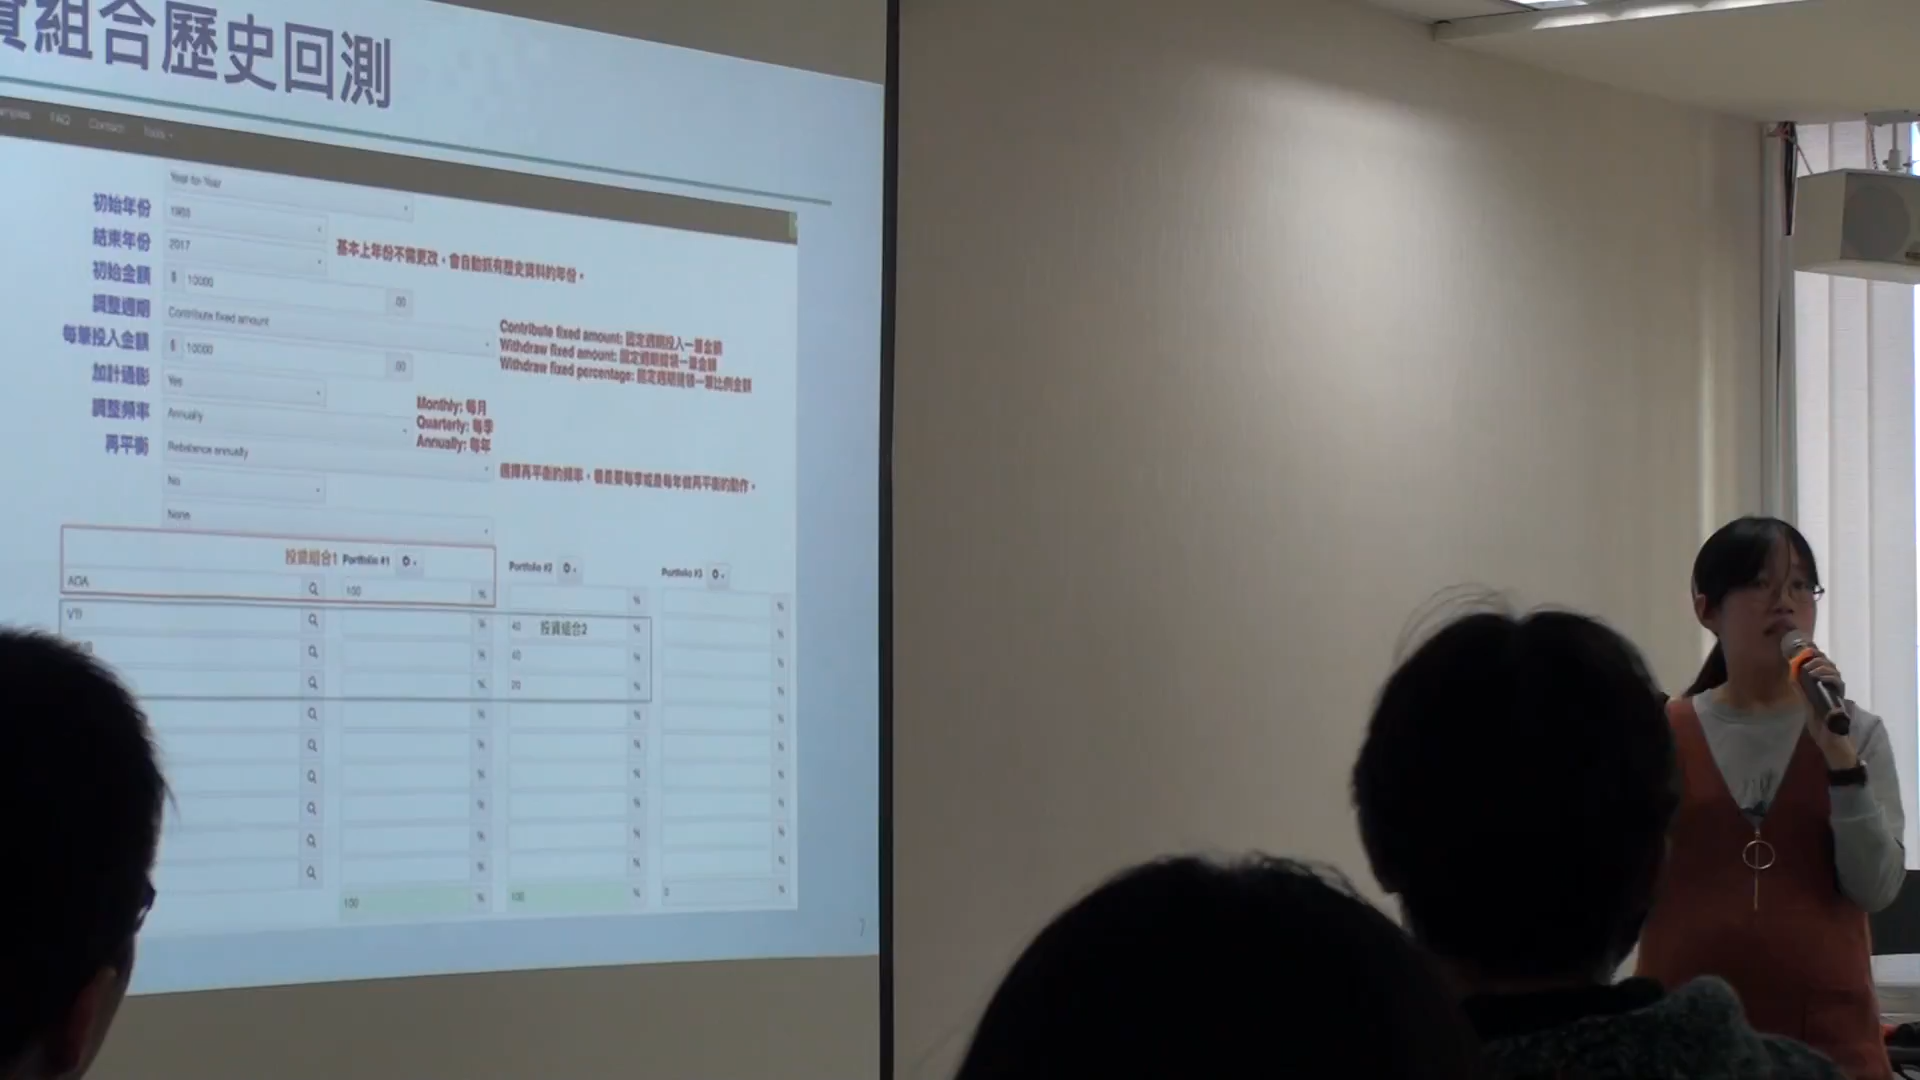 組合歷史回測
FAQ Contact Tools
Year-to-Year
初始年份 1985
結束年份 2017
基本上年份不需更改，會自動抓有歷史資料的年份。
初始金額 $ 10000 .00
調整週期 Contribute fixed amount
Contribute fixed amount: 固定週期投入一筆金額
Withdraw fixed amount: 固定週期提領一筆金額
Withdraw fixed percentage: 固定週期提領一筆比例金額
每筆投入金額 $ 10000 .00
加計通膨 Yes
調整頻率 Annually
Monthly: 每月
Quarterly: 每季
Annually: 每年
再平衡 Rebalance annually
選擇再平衡的頻率，看是要每季或是每年做再平衡的動作。
No
None
投資組合1 Portfolio #1 Portfolio #2 Portfolio #3
AOA 100 % % %
VTI % 40 投資組合2 % %
% 40 % %
% 20 % %
% % %
% % %
% % %
% % %
% % %
% % %
100 % 100 % 0 %
7